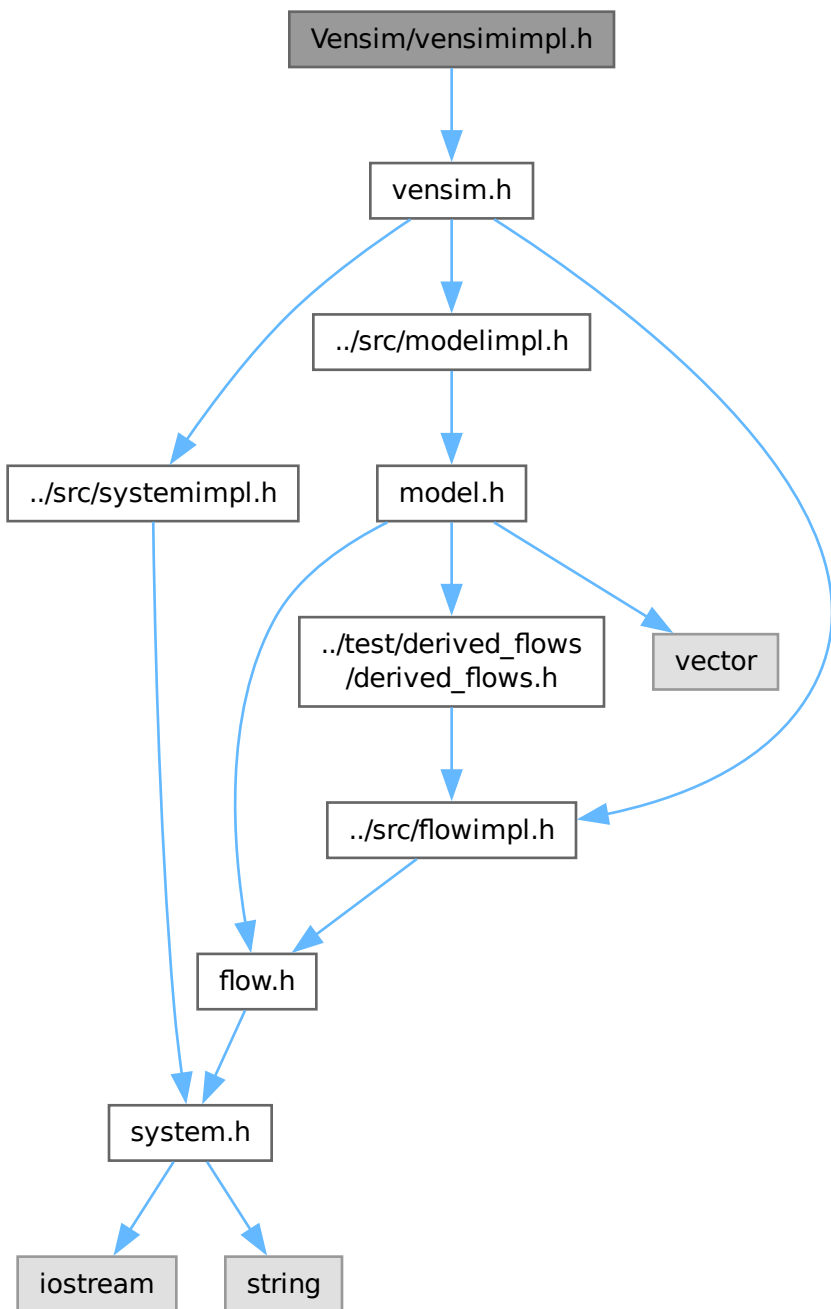 Vensim/vensimimpl.h
vensim.h
../src/modelimpl.h
../src/systemimpl.h
model.h
../test/derived_flows
/derived_flows.h
vector
../src/flowimpl.h
flow.h
system.h
iostream
string